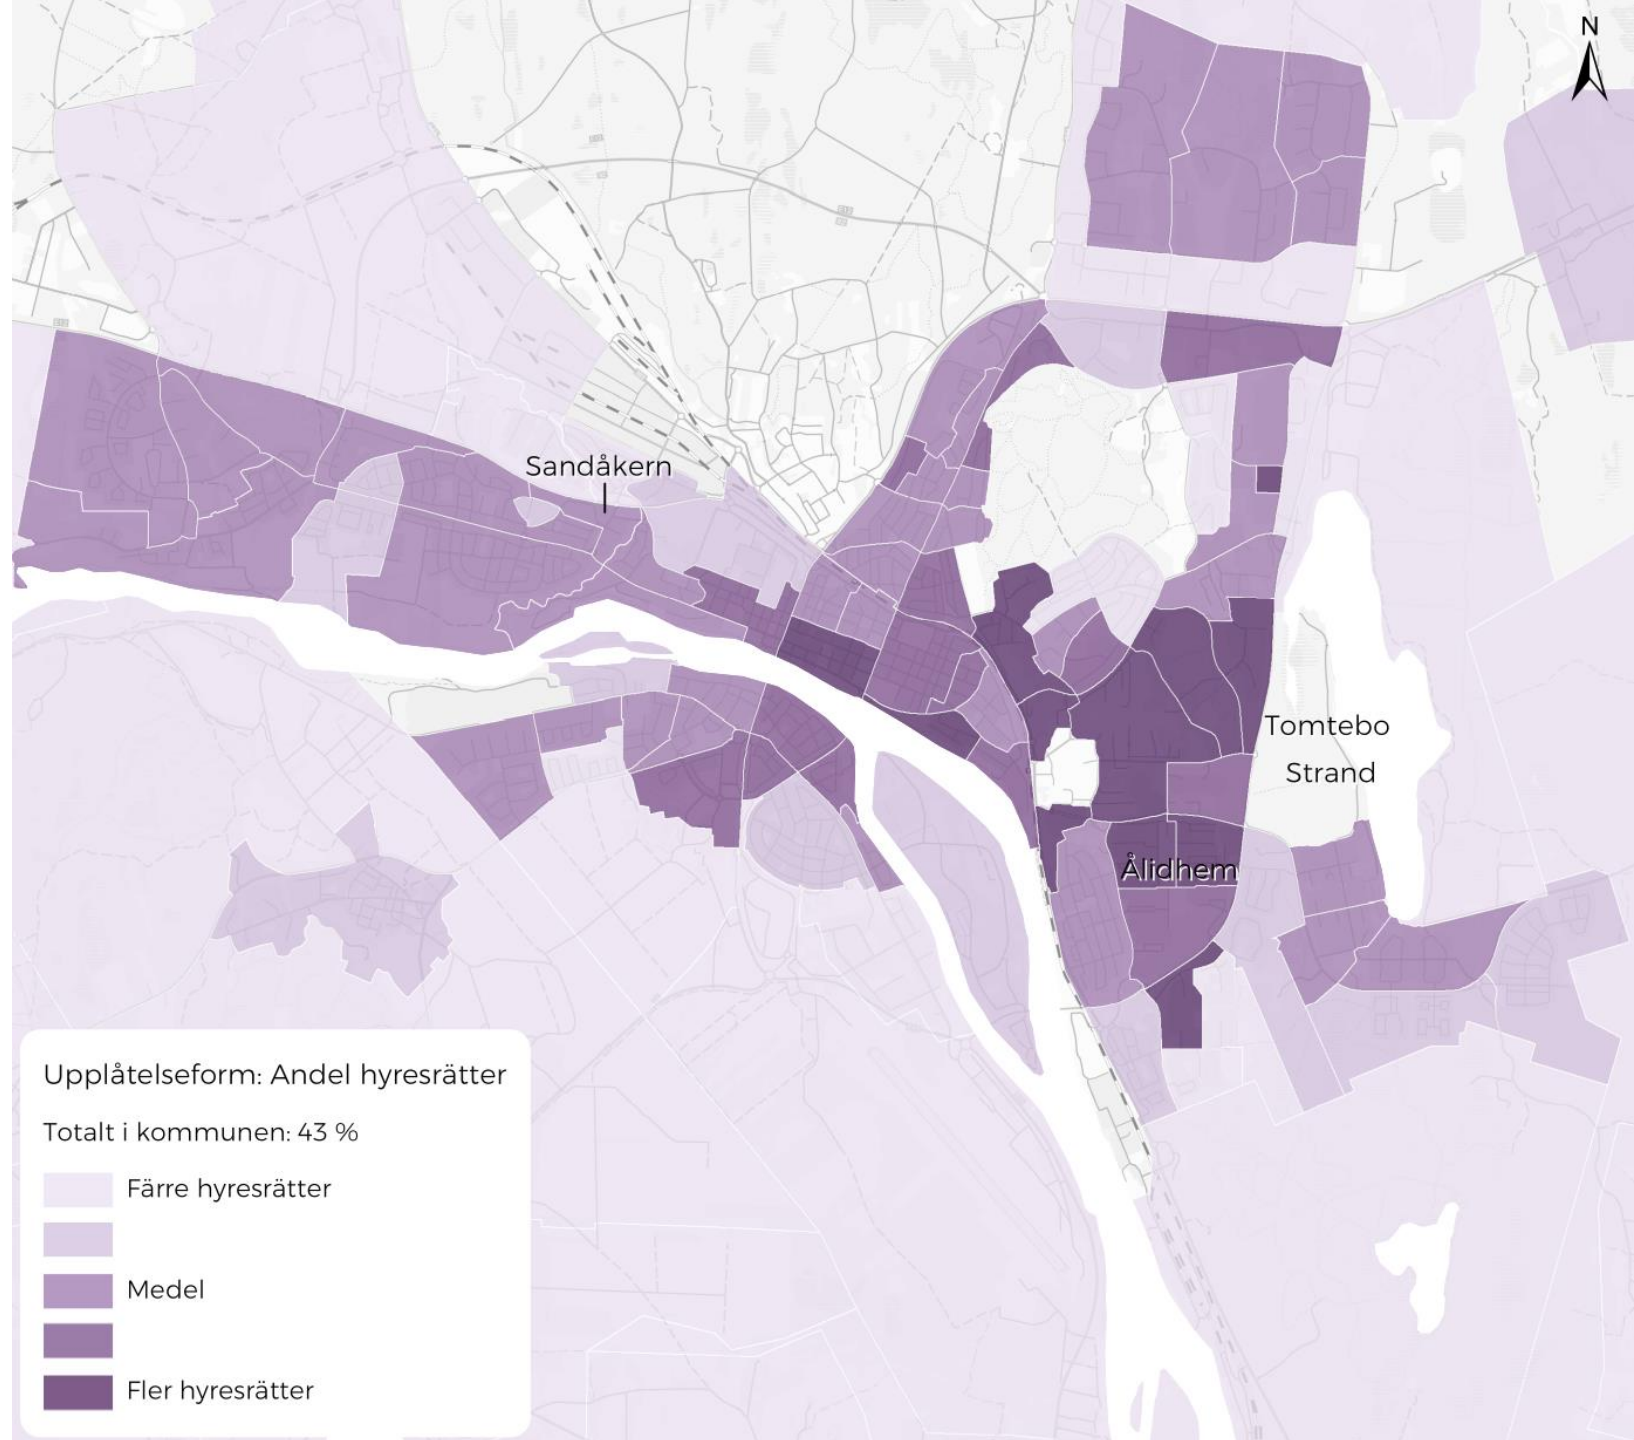 N
Sandåkern
Tomtebo
Strand
Ålidhem
Upplåtelseform: Andel hyresrätter
Totalt i kommunen: 43 %
Färre hyresrätter
Medel
Fler hyresrätter